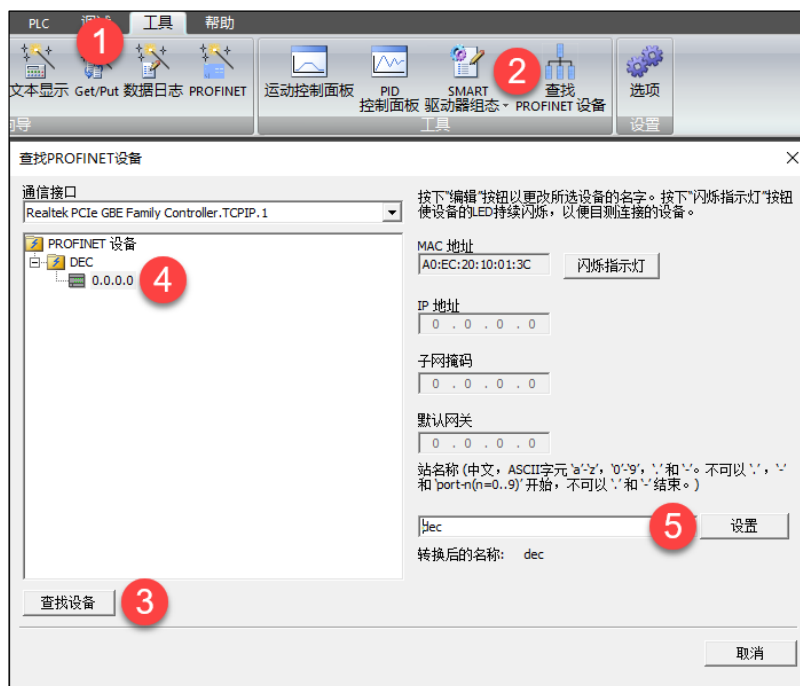 PLC 调试 工具 帮助
1
2
文本显示 Get/Put 数据日志 PROFINET 运动控制面板 PID 控制面板 SMART 驱动器组态 查找 PROFINET 设备 选项
向导 工具 设置
查找PROFINET设备
通信接口
Realtek PCIe GBE Family Controller.TCPIP.1
PROFINET 设备
DEC
0.0.0.0
4
查找设备
3
按下"编辑"按钮以更改所选设备的名字。按下"闪烁指示灯"按钮
使设备的LED持续闪烁，以便目测连接的设备。
MAC 地址
A0:EC:20:10:01:3C 闪烁指示灯
IP 地址
0 . 0 . 0 . 0
子网掩码
0 . 0 . 0 . 0
默认网关
0 . 0 . 0 . 0
站名称 (中文，ASCII字元 'a'-'z'，'0'-'9'，'.' 和 '-'。不可以 '.'，'-'
和 'port-n(n=0..9)' 开始，不可以 '.' 和 '-' 结束。)
dec
5
设置
转换后的名称: dec
取消